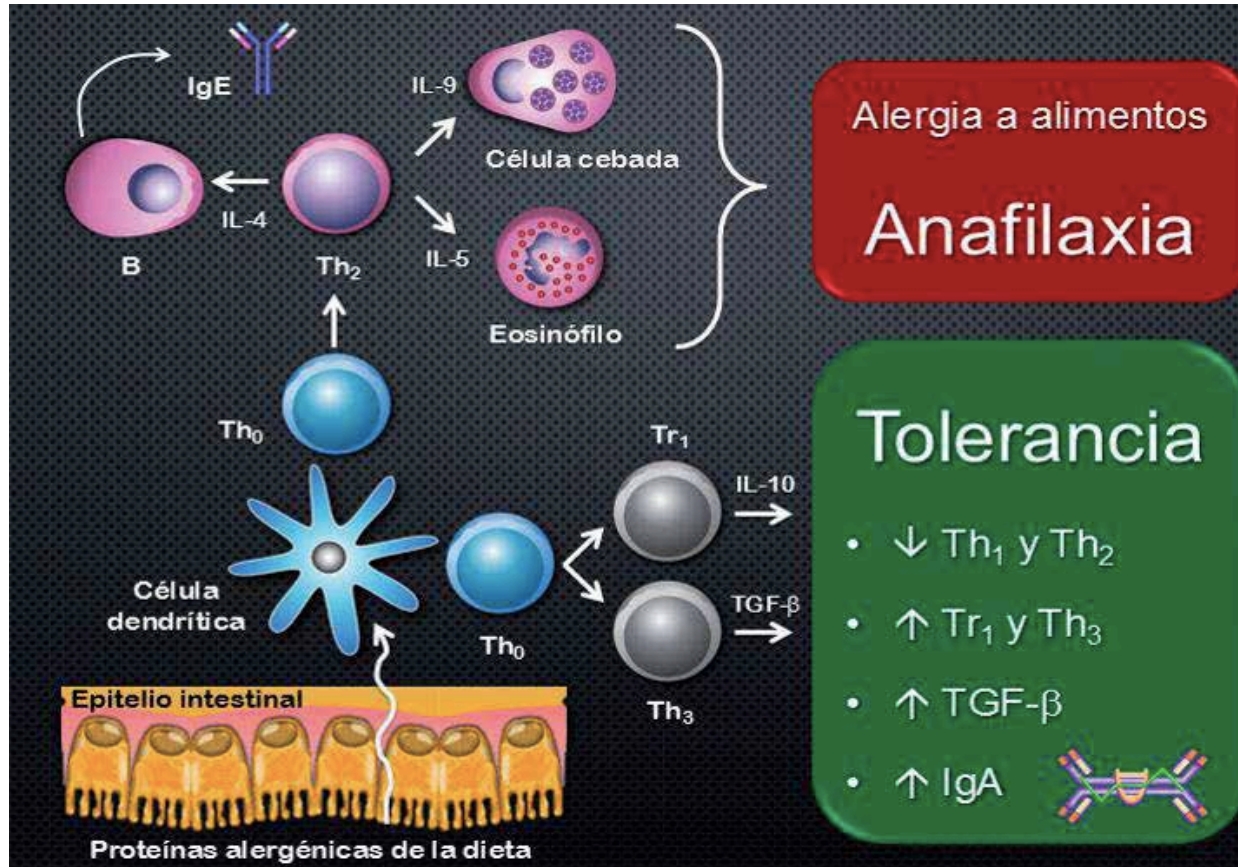 IgE
IL-9
Célula cebada
IL-4
B
Th₂
IL-5
Eosinófilo
Alergia a alimentos
Anafilaxia
Th₀
Célula
dendrítica
Th₀
Tr₁
IL-10
TGF-β
Th₃
Tolerancia
• ↓ Th₁ y Th₂
• ↑ Tr₁ y Th₃
• ↑ TGF-β
• ↑ IgA
Epitelio intestinal
Proteínas alergénicas de la dieta